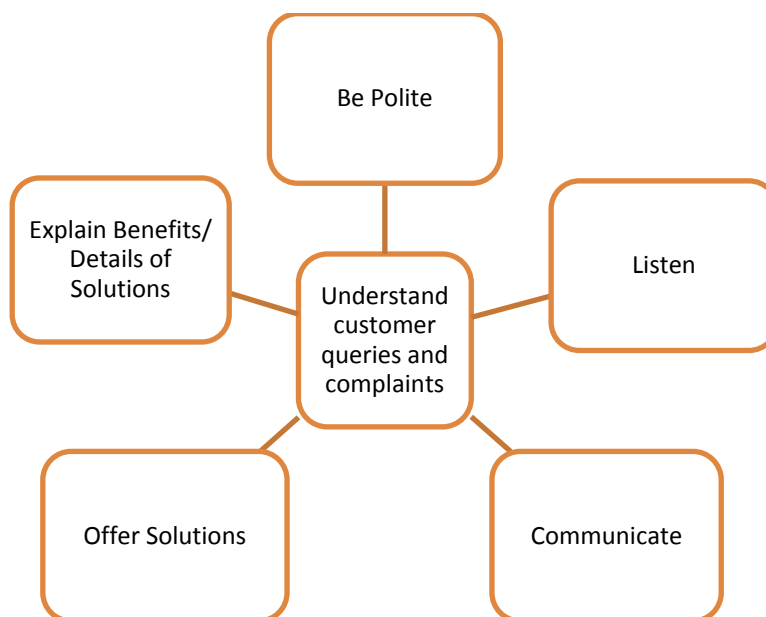 Be Polite
Explain Benefits/
Details of
Solutions
Listen
Understand
customer
queries and
complaints
Offer Solutions
Communicate